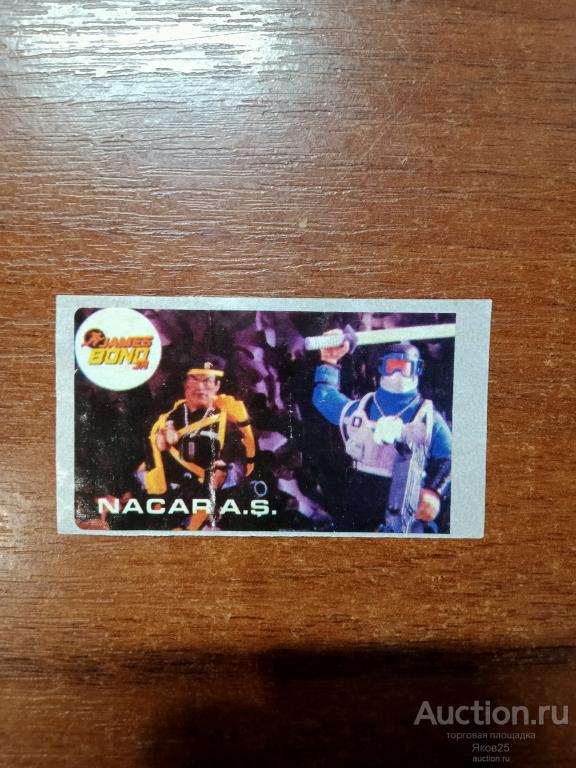 JAMES
BOND
JR
NACAR A.Ş.
Auction.ru
торговая площадка
Яков25
auction.ru